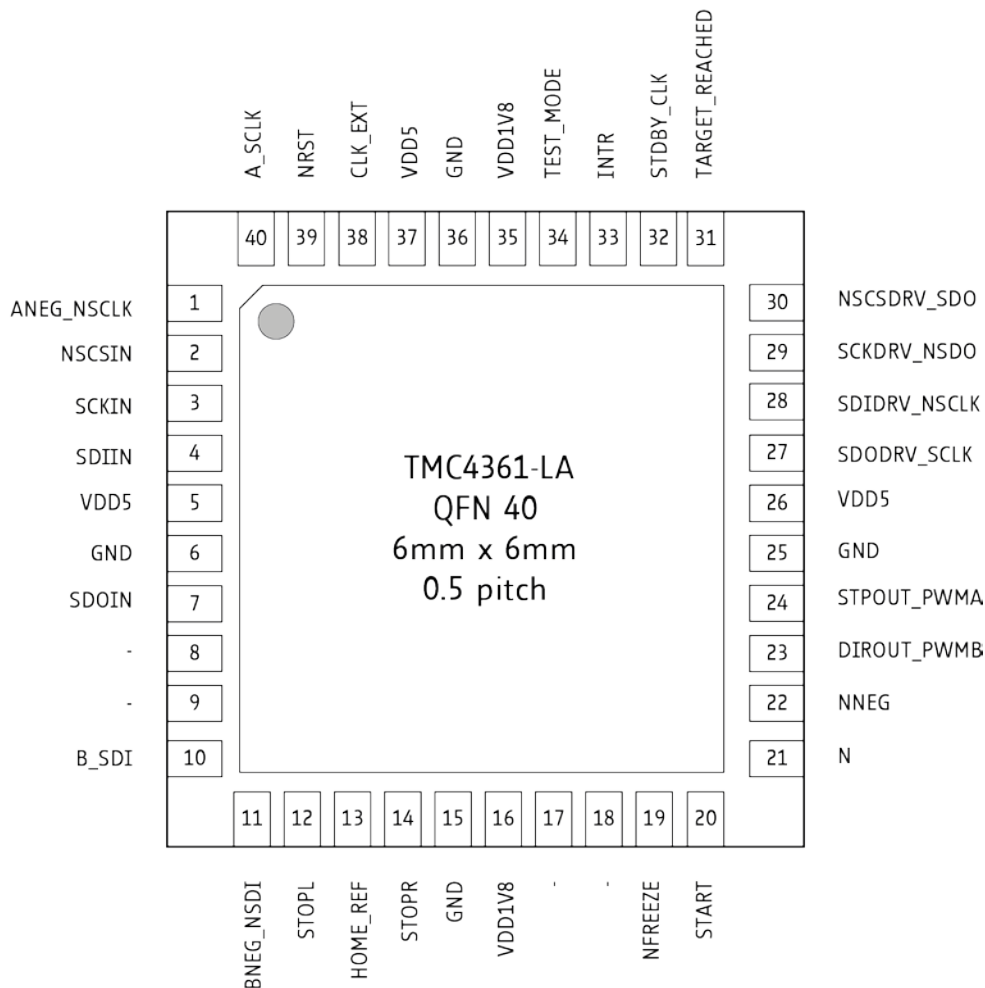 A_SCLK
NRST
CLK_EXT
VDD5
GND
VDD1V8
TEST_MODE
INTR
STDBY_CLK
TARGET_REACHED
40
39
38
37
36
35
34
33
32
31
ANEG_NSCLK 1
NSCSIN 2
SCKIN 3
SDIIN 4
VDD5 5
GND 6
SDOIN 7
- 8
- 9
B_SDI 10
TMC4361-LA
QFN 40
6mm x 6mm
0.5 pitch
30 NSCSDRV_SDO
29 SCKDRV_NSDO
28 SDIDRV_NSCLK
27 SDODRV_SCLK
26 VDD5
25 GND
24 STPOUT_PWMA
23 DIROUT_PWMB
22 NNEG
21 N
11
12
13
14
15
16
17
18
19
20
BNEG_NSDI
STOPL
HOME_REF
STOPR
GND
VDD1V8
-
-
NFREEZE
START